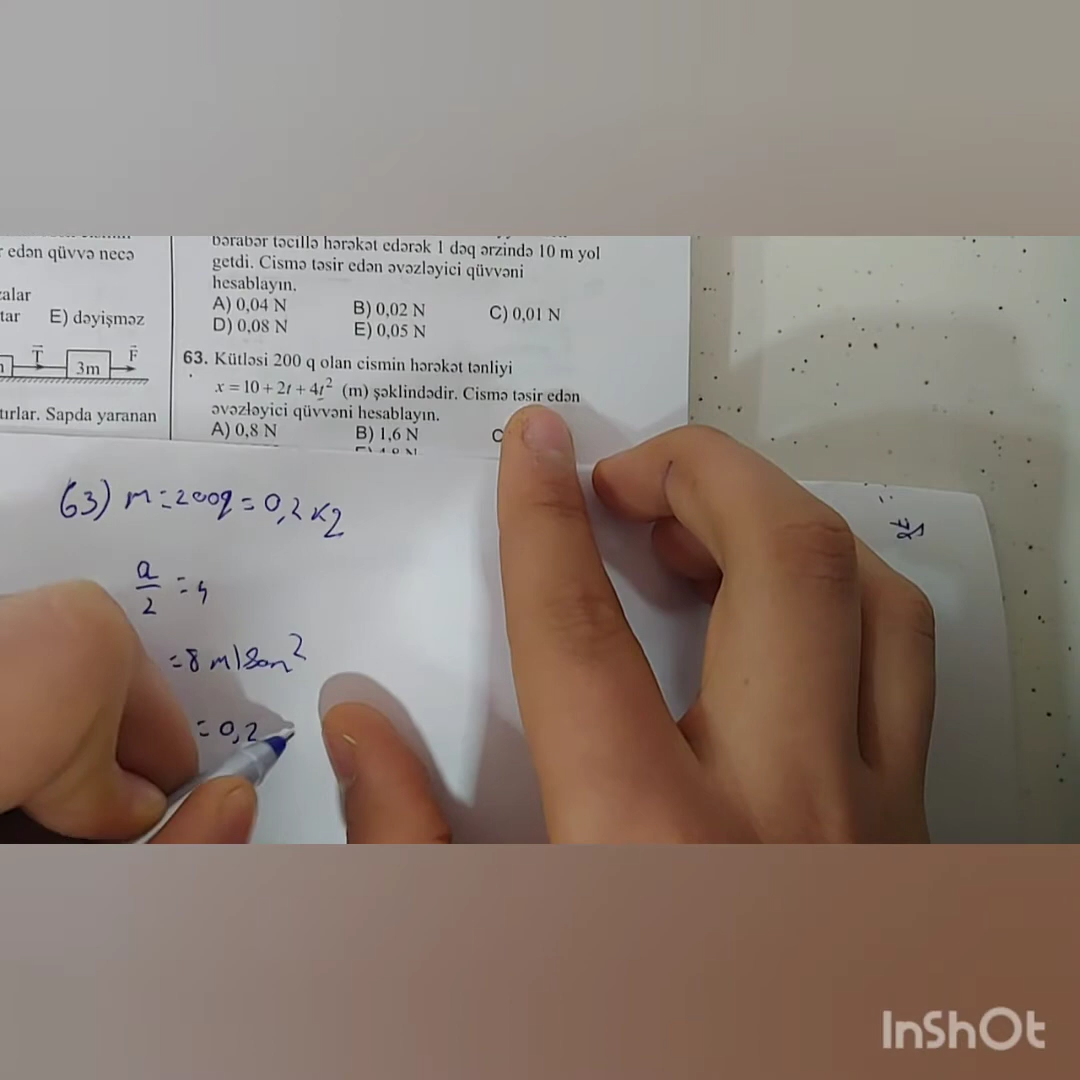 r edən qüvvə necə
alar
tar E) dəyişməz
T F
3m
tırlar. Sapda yaranan
bərabər təcillə hərəkət edərək 1 dəq ərzində 10 m yol
getdi. Cismə təsir edən əvəzləyici qüvvəni
hesablayın.
A) 0,04 N B) 0,02 N C) 0,01 N
D) 0,08 N E) 0,05 N
63. Kütləsi 200 q olan cismin hərəkət tənliyi
x = 10 + 2t + 4t² (m) şəklindədir. Cismə təsir edən
əvəzləyici qüvvəni hesablayın.
A) 0,8 N B) 1,6 N C
63) m=200q=0,2 kq
a/2 = 4
=8 m/san²
= 0,2
InShOt